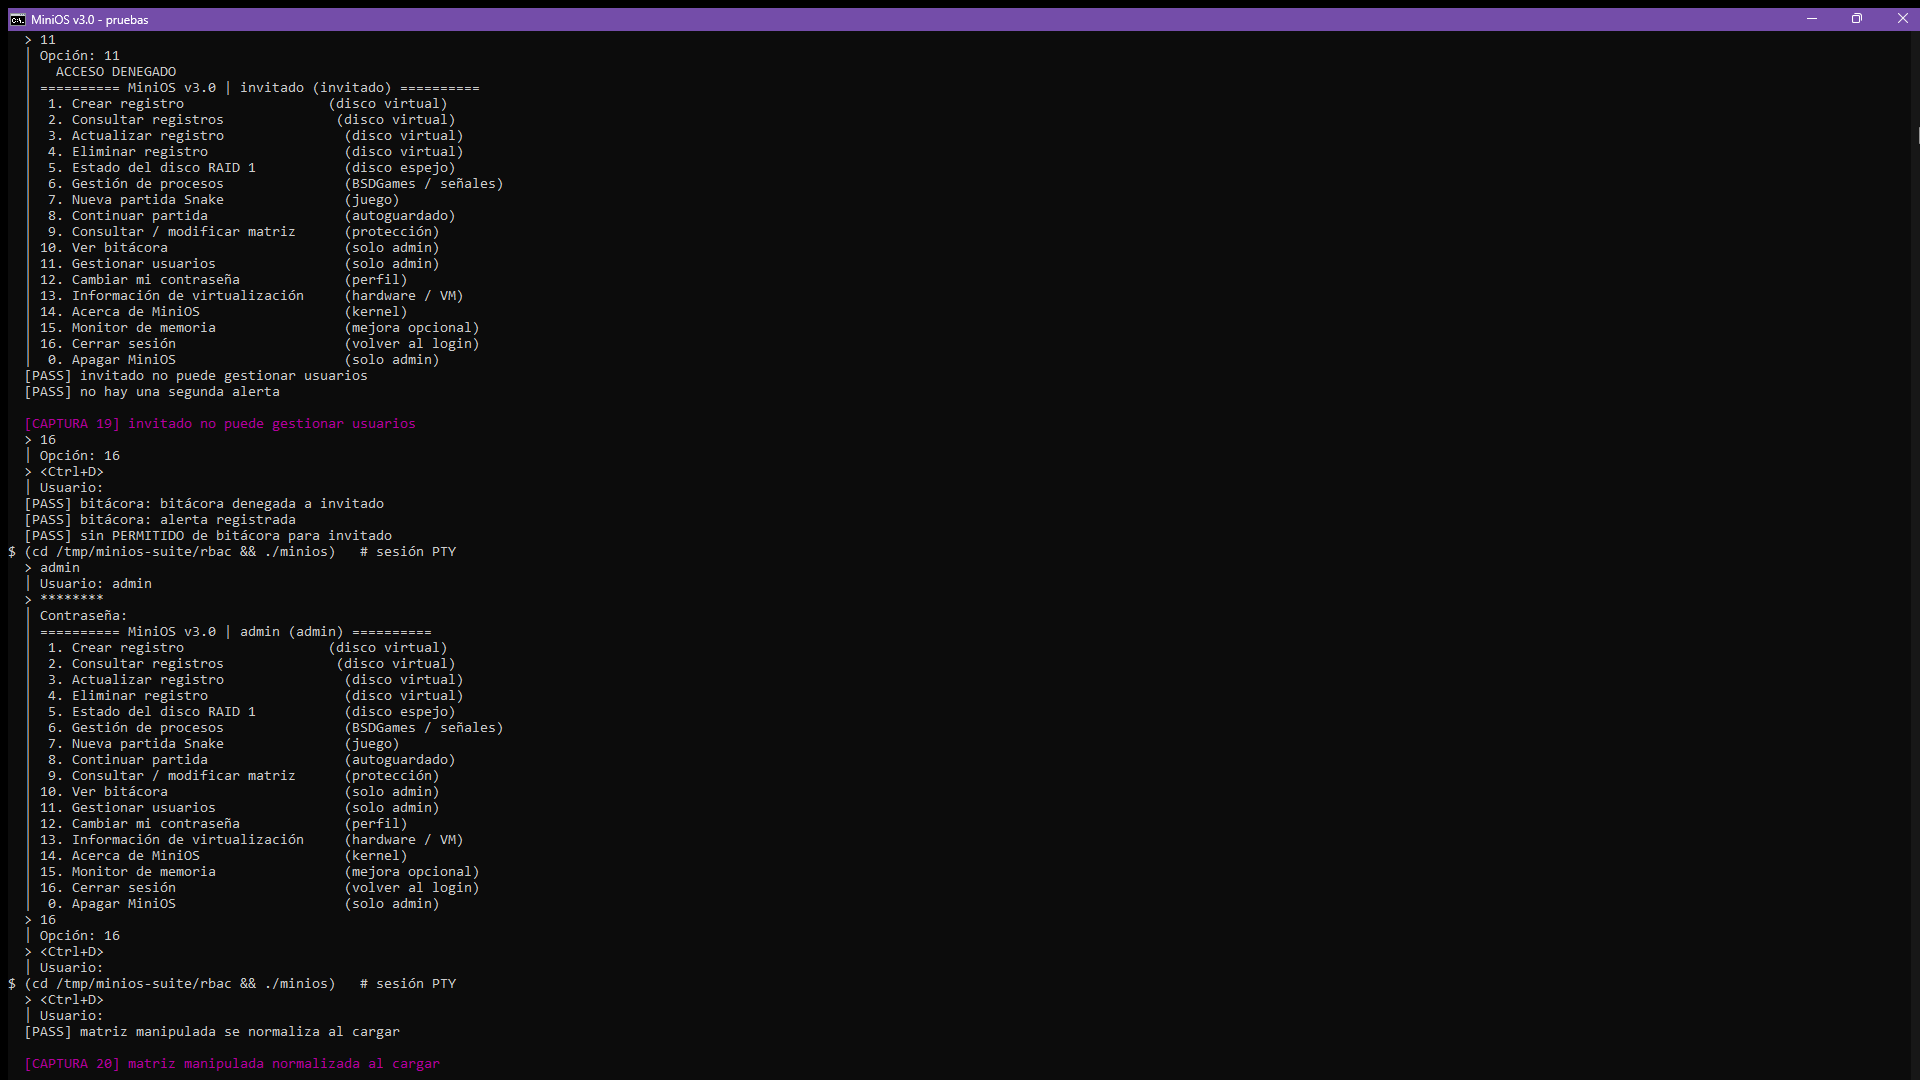 MiniOS v3.0 - pruebas
> 11
| Opción: 11
|   ACCESO DENEGADO
| ========== MiniOS v3.0 | invitado (invitado) ==========
|  1. Crear registro                  (disco virtual)
|  2. Consultar registros              (disco virtual)
|  3. Actualizar registro               (disco virtual)
|  4. Eliminar registro                 (disco virtual)
|  5. Estado del disco RAID 1           (disco espejo)
|  6. Gestión de procesos               (BSDGames / señales)
|  7. Nueva partida Snake               (juego)
|  8. Continuar partida                 (autoguardado)
|  9. Consultar / modificar matriz      (protección)
| 10. Ver bitácora                      (solo admin)
| 11. Gestionar usuarios                (solo admin)
| 12. Cambiar mi contraseña             (perfil)
| 13. Información de virtualización     (hardware / VM)
| 14. Acerca de MiniOS                  (kernel)
| 15. Monitor de memoria                (mejora opcional)
| 16. Cerrar sesión                     (volver al login)
|  0. Apagar MiniOS                     (solo admin)
[PASS] invitado no puede gestionar usuarios
[PASS] no hay una segunda alerta
[CAPTURA 19] invitado no puede gestionar usuarios
> 16
| Opción: 16
> <Ctrl+D>
| Usuario:
[PASS] bitácora: bitácora denegada a invitado
[PASS] bitácora: alerta registrada
[PASS] sin PERMITIDO de bitácora para invitado
$ (cd /tmp/minios-suite/rbac && ./minios)   # sesión PTY
> admin
| Usuario: admin
> ********
| Contraseña:
| ========== MiniOS v3.0 | admin (admin) ==========
|  1. Crear registro                  (disco virtual)
|  2. Consultar registros              (disco virtual)
|  3. Actualizar registro               (disco virtual)
|  4. Eliminar registro                 (disco virtual)
|  5. Estado del disco RAID 1           (disco espejo)
|  6. Gestión de procesos               (BSDGames / señales)
|  7. Nueva partida Snake               (juego)
|  8. Continuar partida                 (autoguardado)
|  9. Consultar / modificar matriz      (protección)
| 10. Ver bitácora                      (solo admin)
| 11. Gestionar usuarios                (solo admin)
| 12. Cambiar mi contraseña             (perfil)
| 13. Información de virtualización     (hardware / VM)
| 14. Acerca de MiniOS                  (kernel)
| 15. Monitor de memoria                (mejora opcional)
| 16. Cerrar sesión                     (volver al login)
|  0. Apagar MiniOS                     (solo admin)
> 16
| Opción: 16
> <Ctrl+D>
| Usuario:
$ (cd /tmp/minios-suite/rbac && ./minios)   # sesión PTY
> <Ctrl+D>
| Usuario:
[PASS] matriz manipulada se normaliza al cargar
[CAPTURA 20] matriz manipulada normalizada al cargar